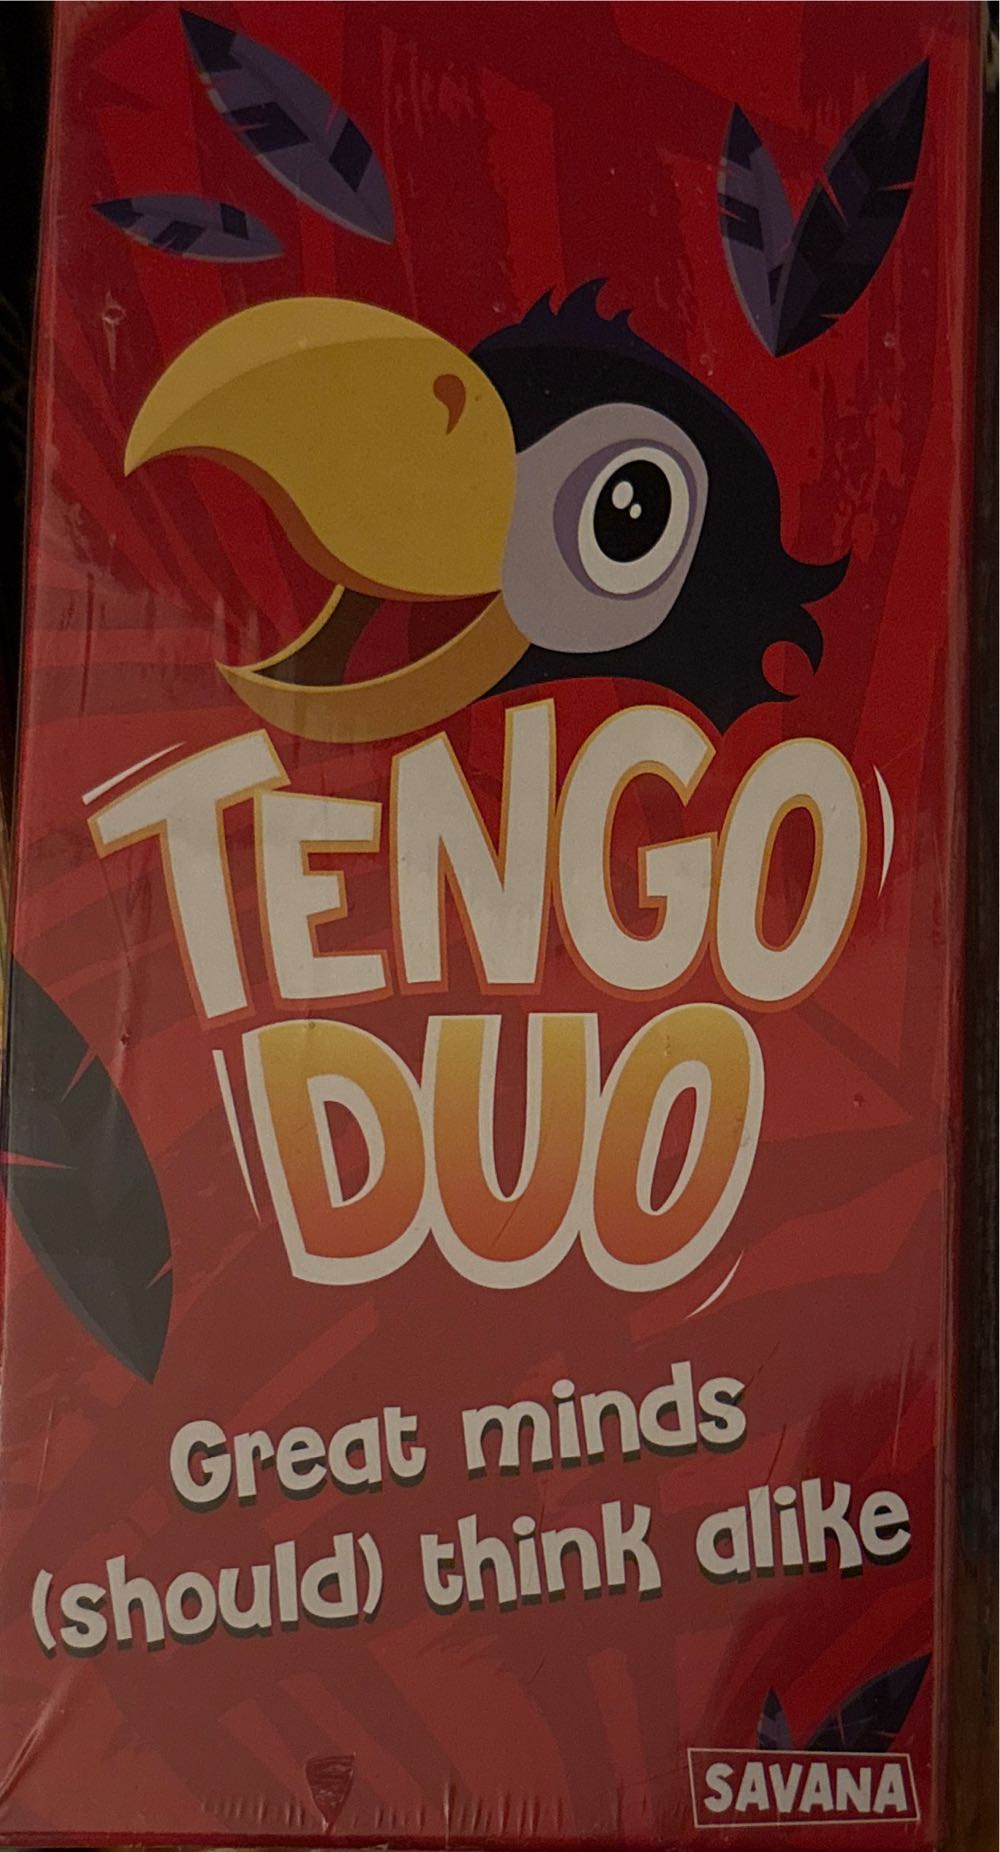 TENGO
DUO
Great minds
(should) think alike
SAVANA